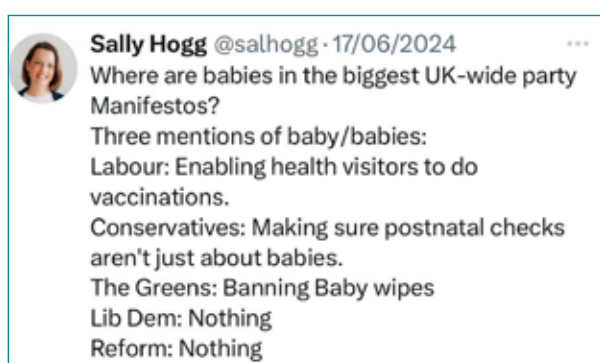 Sally Hogg @salhogg · 17/06/2024
Where are babies in the biggest UK-wide party
Manifestos?
Three mentions of baby/babies:
Labour: Enabling health visitors to do
vaccinations.
Conservatives: Making sure postnatal checks
aren't just about babies.
The Greens: Banning Baby wipes
Lib Dem: Nothing
Reform: Nothing